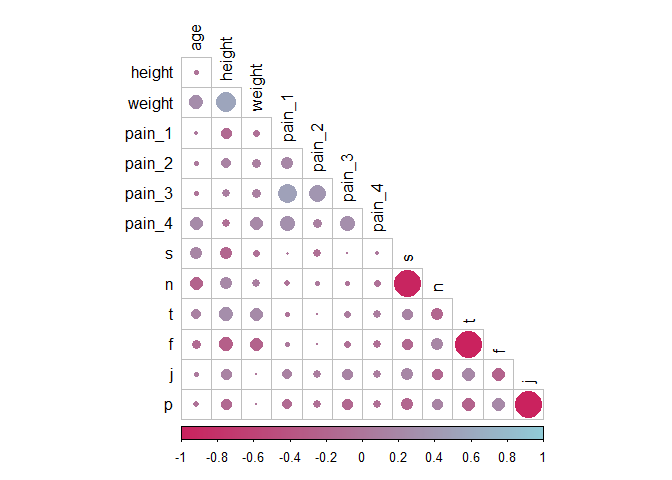 age
height
height
weight
weight
pain_1
pain_1
pain_2
pain_2
pain_3
pain_3
pain_4
pain_4
s
s
n
n
t
t
f
f
j
j
p
-1 -0.8 -0.6 -0.4 -0.2 0 0.2 0.4 0.6 0.8 1